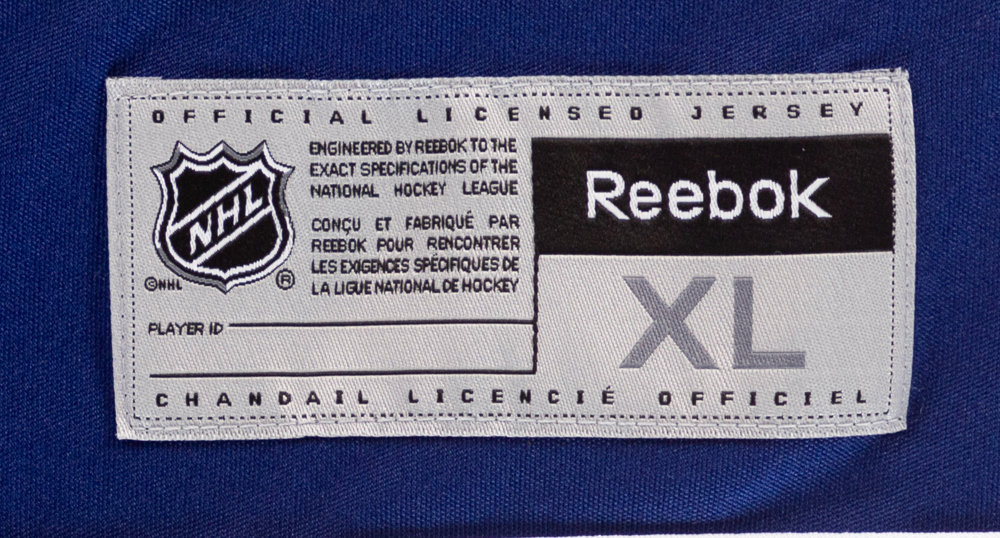 OFFICIAL LICENSED JERSEY
NHL
©NHL ®
ENGINEERED BY REEBOK TO THE
EXACT SPECIFICATIONS OF THE
NATIONAL HOCKEY LEAGUE
CONÇU ET FABRIQUÉ PAR
REEBOK POUR RENCONTRER
LES EXIGENCES SPÉCIFIQUES DE
LA LIGUE NATIONAL DE HOCKEY
Reebok
XL
PLAYER ID
CHANDAIL LICENCIÉ OFFICIEL